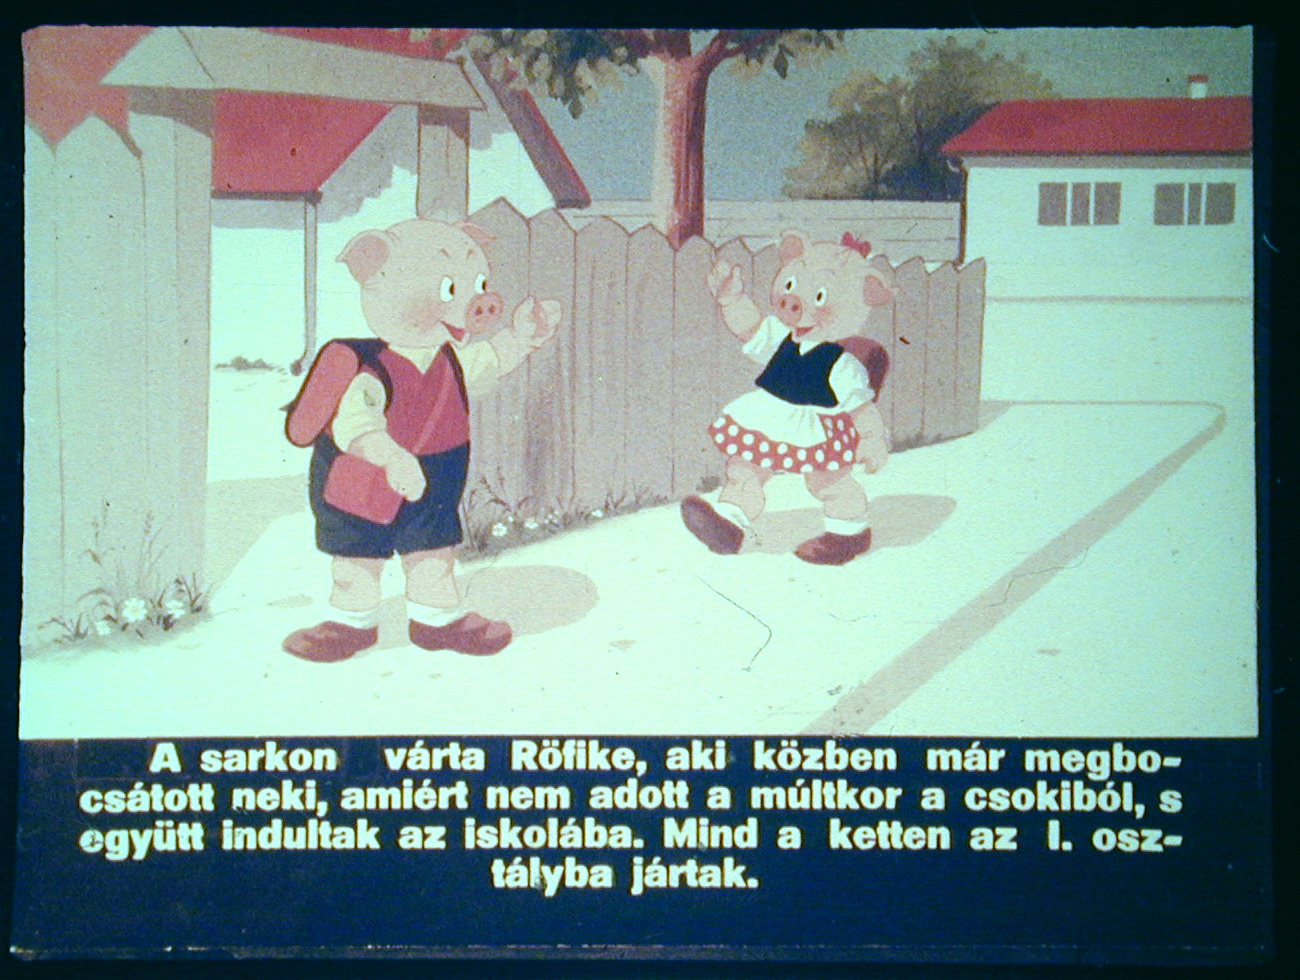 A sarkon várta Röfike, aki közben már megbo-
csátott neki, amiért nem adott a múltkor a csokiból, s
együtt indultak az iskolába. Mind a ketten az I. osz-
tályba jártak.